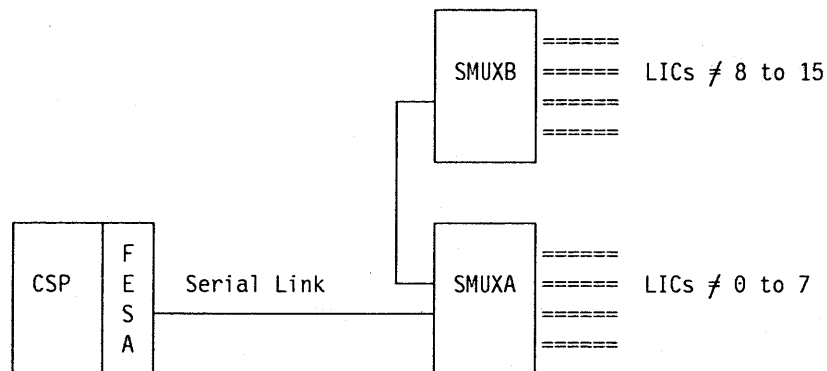 SMUXB
======
====== LICs ≠ 8 to 15
======
======
CSP
F
E
S
A
Serial Link
SMUXA
======
====== LICs ≠ 0 to 7
======
======